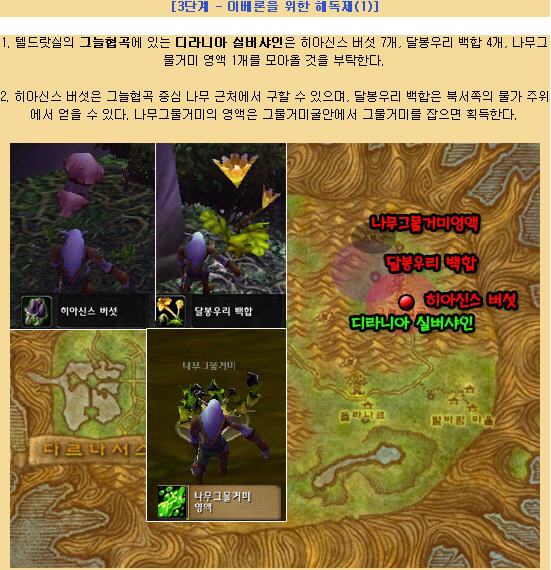 [3단계 - 이베론을 위한 해독제(1)]
1. 텔드랏실의 그늘협곡에 있는 디라니아 실버샤인은 히아신스 버섯 7개, 달봉우리 백합 4개, 나무그
물거미 영액 1개를 모아올 것을 부탁한다.
2. 히아신스 버섯은 그늘협곡 중심 나무 근처에서 구할 수 있으며, 달봉우리 백합은 북서쪽의 물가 주위
에서 얻을 수 있다. 나무그물거미의 영액은 그물거미굴안에서 그물거미를 잡으면 획득한다.
나무그물거미영액
달봉우리 백합
히아신스 버섯
디라니아 실버샤인
히아신스 버섯
달봉우리 백합
나무그물거미
나무그물거미
영액
다르나서스
돌라나르
별바람 마을